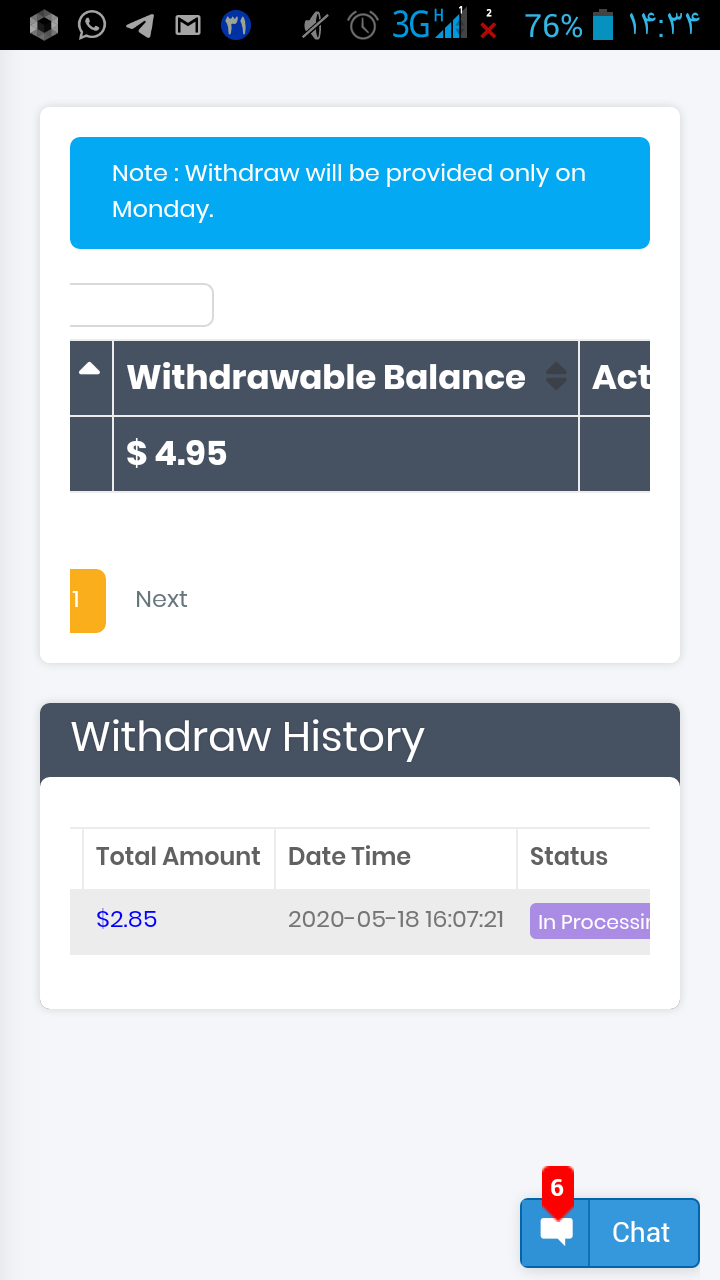 ۳۱ 3G H 1 2 76% ۱۴:۳۴
Note : Withdraw will be provided only on
Monday.
Withdrawable Balance Act
$ 4.95
1 Next
Withdraw History
Total Amount Date Time Status
$2.85 2020-05-18 16:07:21 In Processin
6
Chat